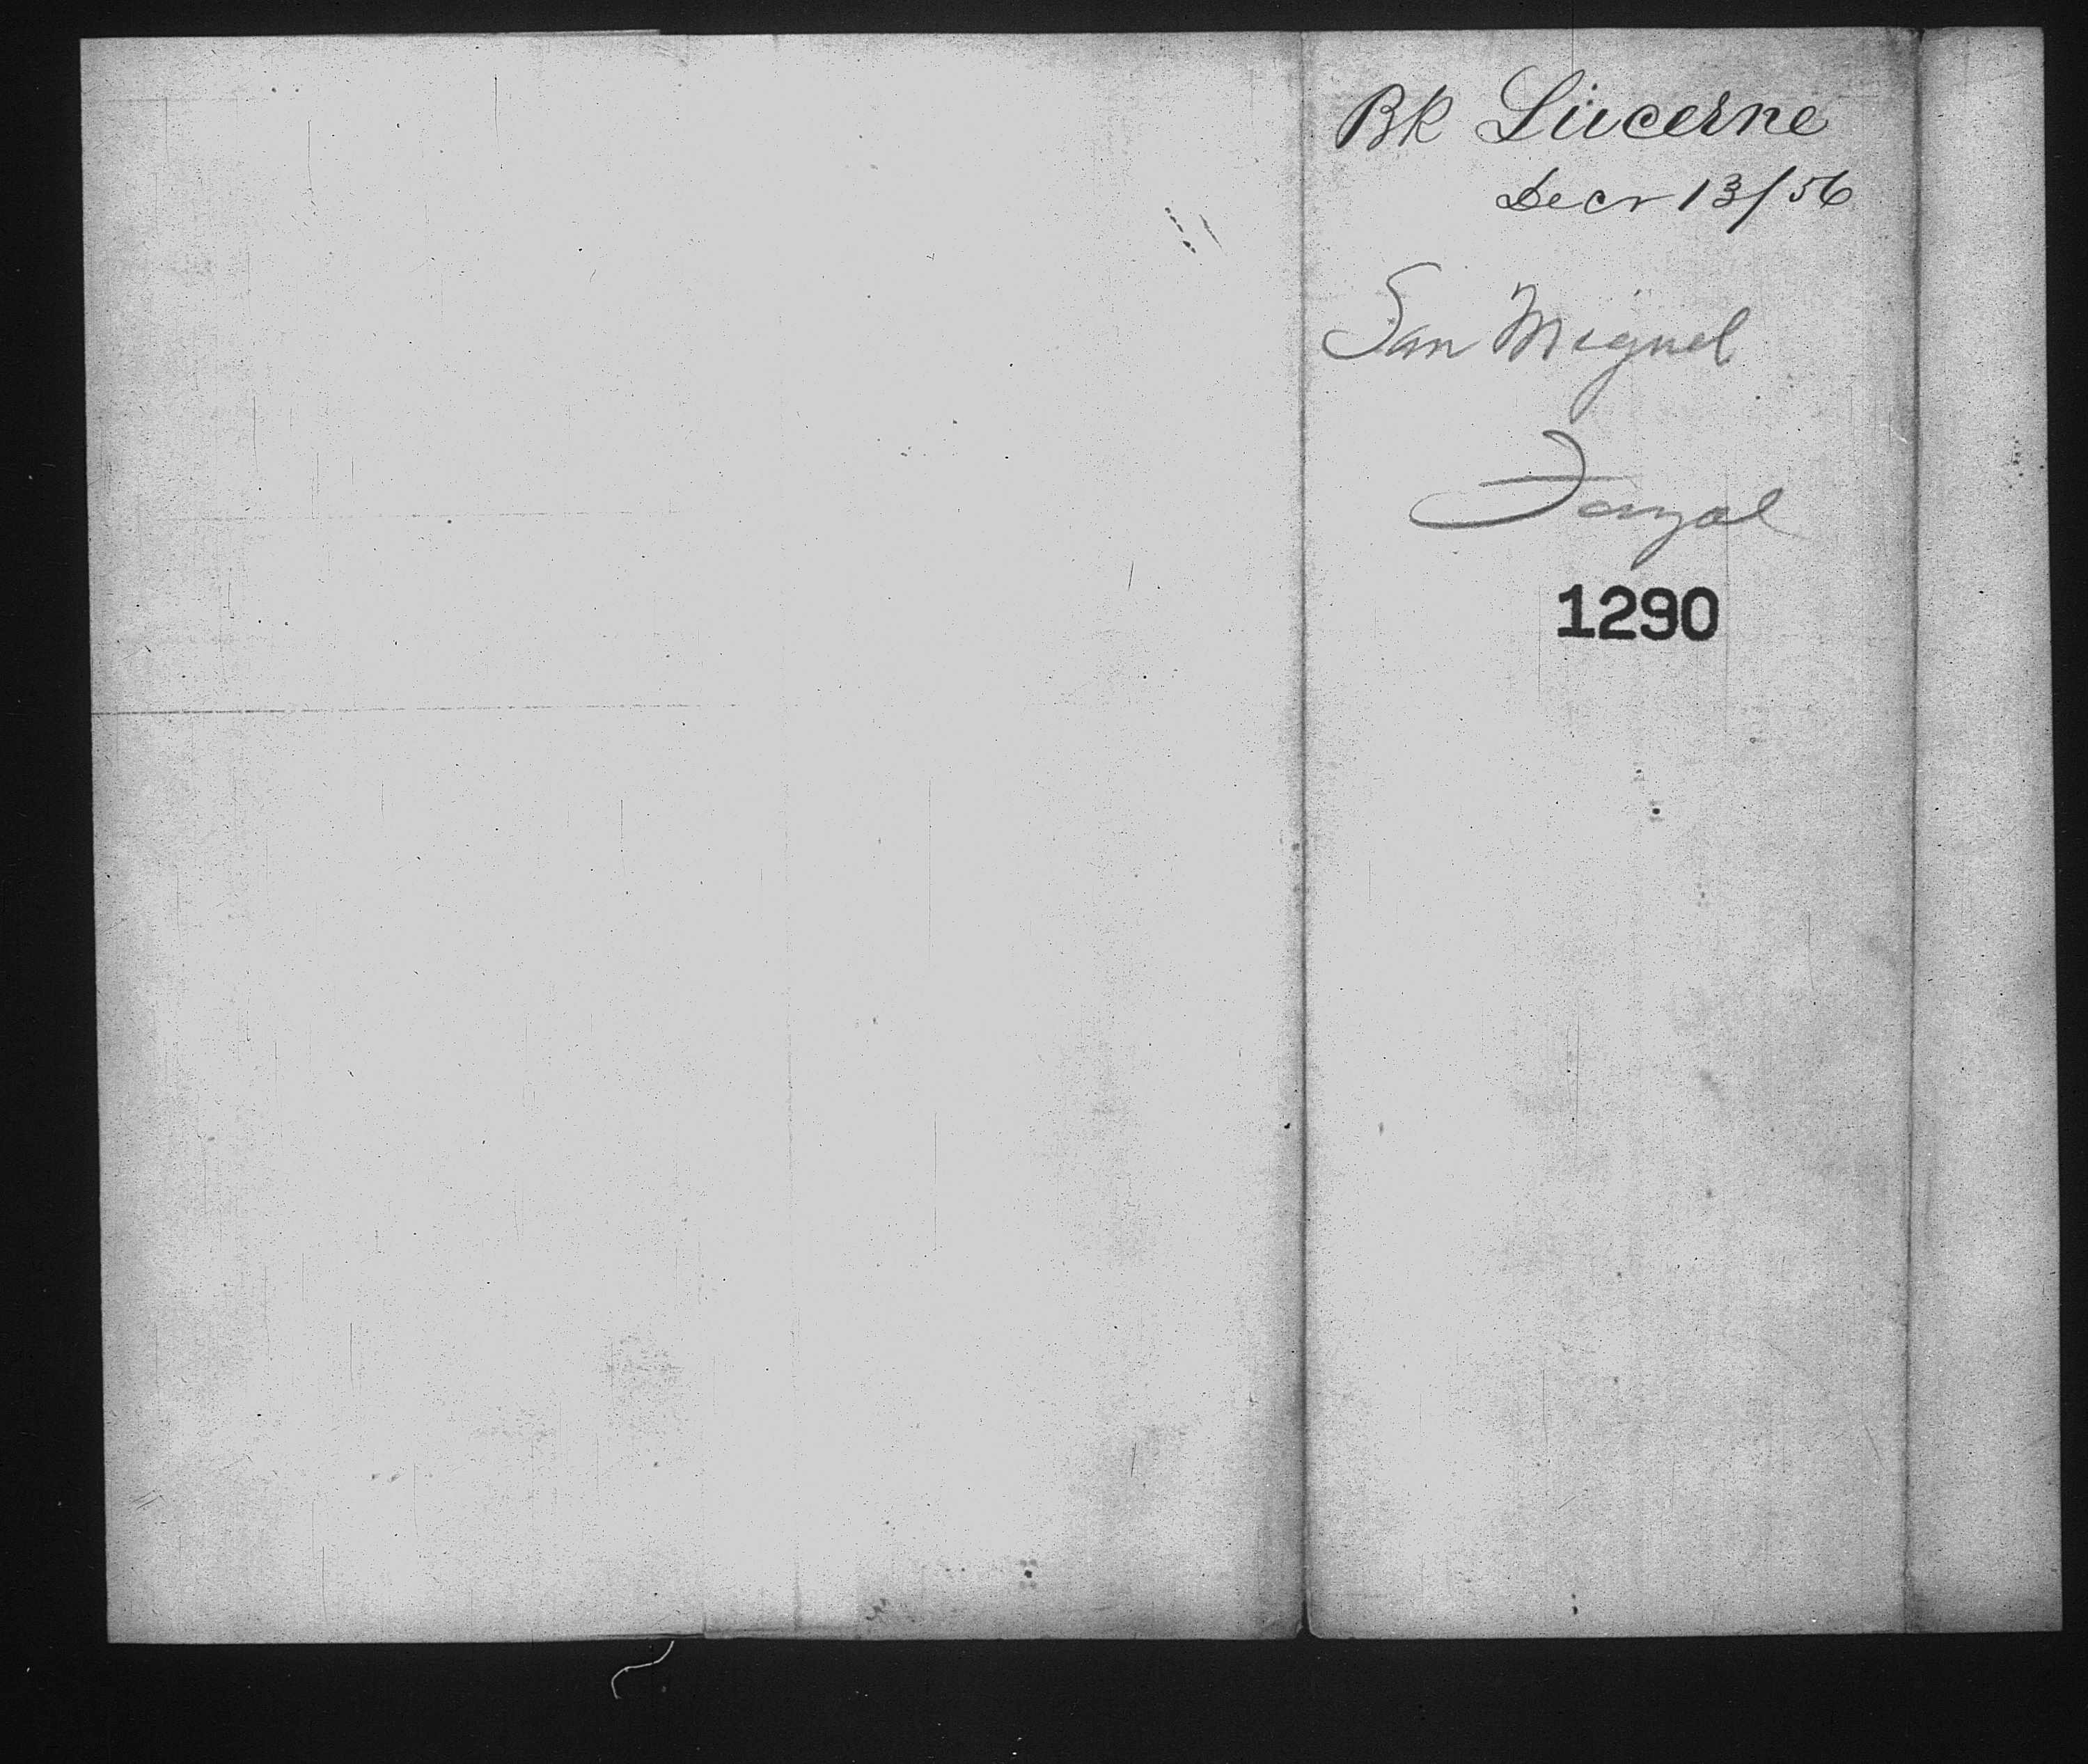 Bk Lucerne
Decr 13/56
San Miguel
Fayal
1290